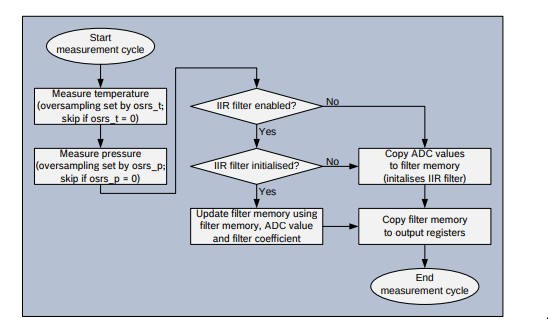 Start
measurement cycle
Measure temperature
(oversampling set by osrs_t;
skip if osrs_t = 0)
Measure pressure
(oversampling set by osrs_p;
skip if osrs_p = 0)
IIR filter enabled?
No
Yes
IIR filter initialised?
No
Yes
Copy ADC values
to filter memory
(initalises IIR filter)
Update filter memory using
filter memory, ADC value
and filter coefficient
Copy filter memory
to output registers
End
measurement cycle